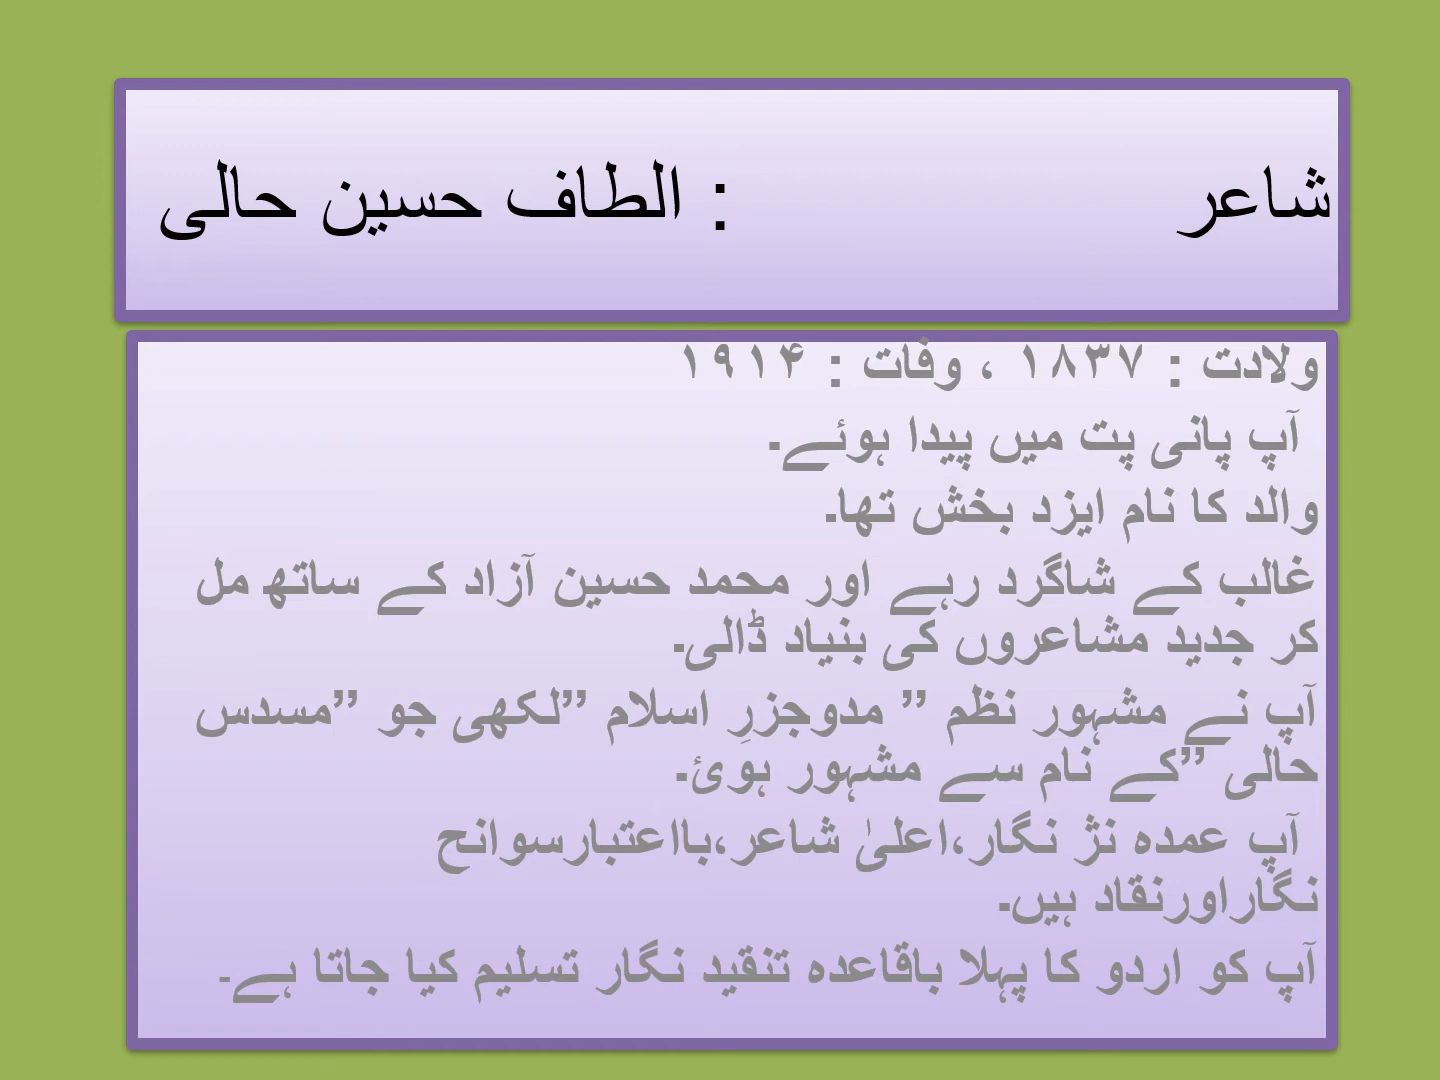 شاعر : الطاف حسین حالی
ولادت : ۱۸۳۷ ، وفات : ۱۹۱۴
آپ پانی پت میں پیدا ہوئے۔
والد کا نام ایزد بخش تھا۔
غالب کے شاگرد رہے اور محمد حسین آزاد کے ساتھ مل
کر جدید مشاعروں کی بنیاد ڈالی۔
آپ نے مشہور نظم ” مدوجزرِ اسلام ”لکھی جو ”مسدس
حالی ”کے نام سے مشہور ہوئ۔
آپ عمدہ نژ نگار،اعلیٰ شاعر،بااعتبارسوانح
نگاراورنقاد ہیں۔
آپ کو اردو کا پہلا باقاعدہ تنقید نگار تسلیم کیا جاتا ہے۔